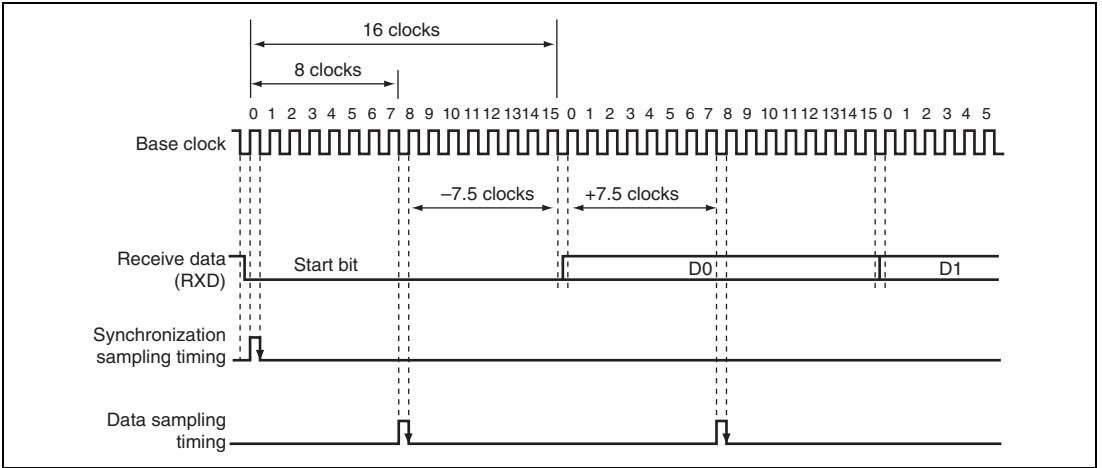 16 clocks
8 clocks
0 1 2 3 4 5 6 7 8 9 10 11 12 13 14 15 0 1 2 3 4 5 6 7 8 9 10 11 12 13 14 15 0 1 2 3 4 5
Base clock
–7.5 clocks +7.5 clocks
Receive data
(RXD)
Start bit D0 D1
Synchronization
sampling timing
Data sampling
timing